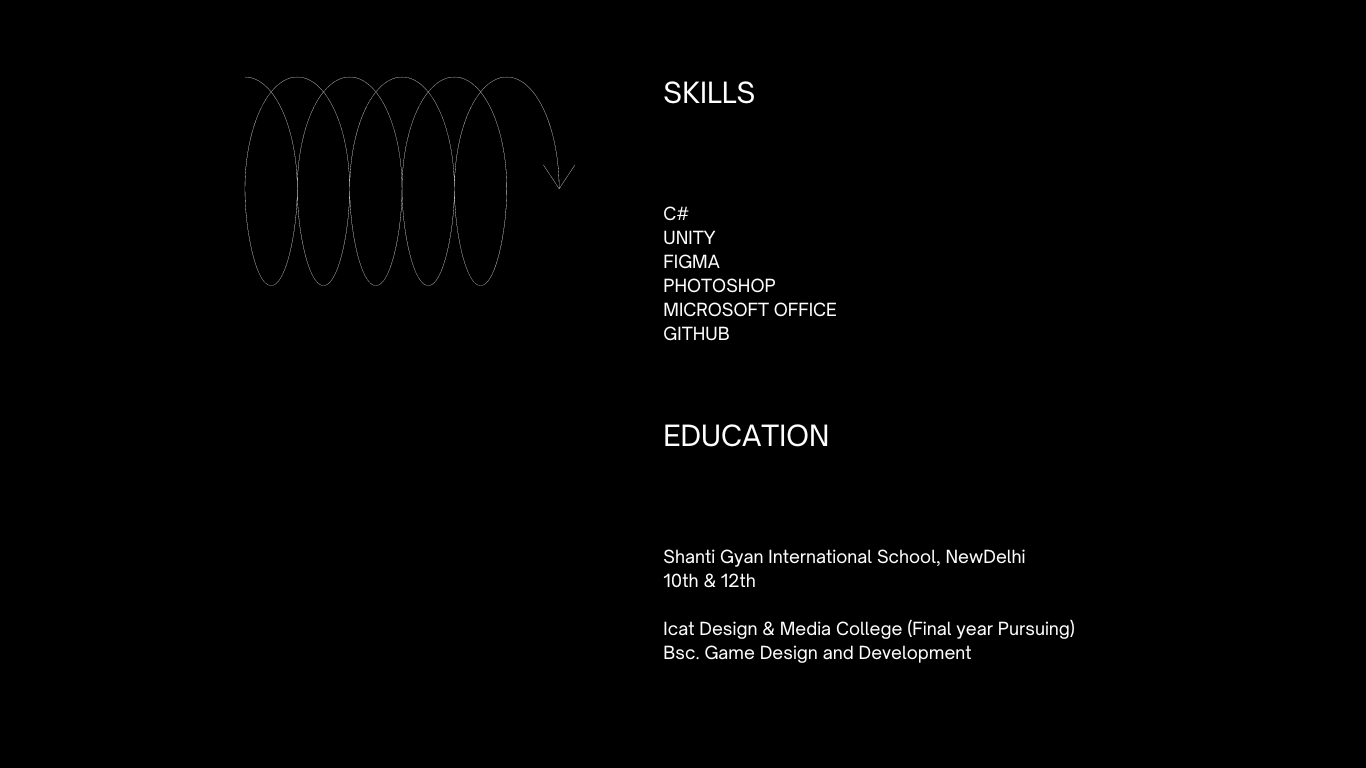 SKILLS
C#
UNITY
FIGMA
PHOTOSHOP
MICROSOFT OFFICE
GITHUB
EDUCATION
Shanti Gyan International School, NewDelhi
10th & 12th
Icat Design & Media College (Final year Pursuing)
Bsc. Game Design and Development